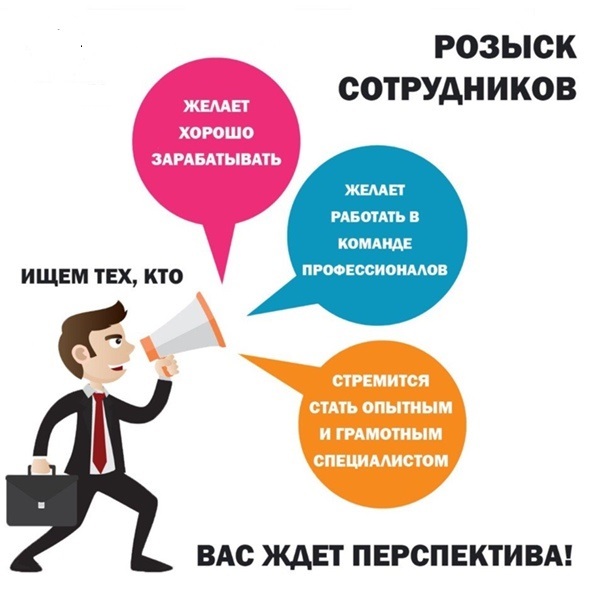 РОЗЫСК
СОТРУДНИКОВ
ЖЕЛАЕТ
ХОРОШО
ЗАРАБАТЫВАТЬ
ЖЕЛАЕТ
РАБОТАТЬ В
КОМАНДЕ
ПРОФЕССИОНАЛОВ
ИЩЕМ ТЕХ, КТО
СТРЕМИТСЯ
СТАТЬ ОПЫТНЫМ
И ГРАМОТНЫМ
СПЕЦИАЛИСТОМ
ВАС ЖДЕТ ПЕРСПЕКТИВА!